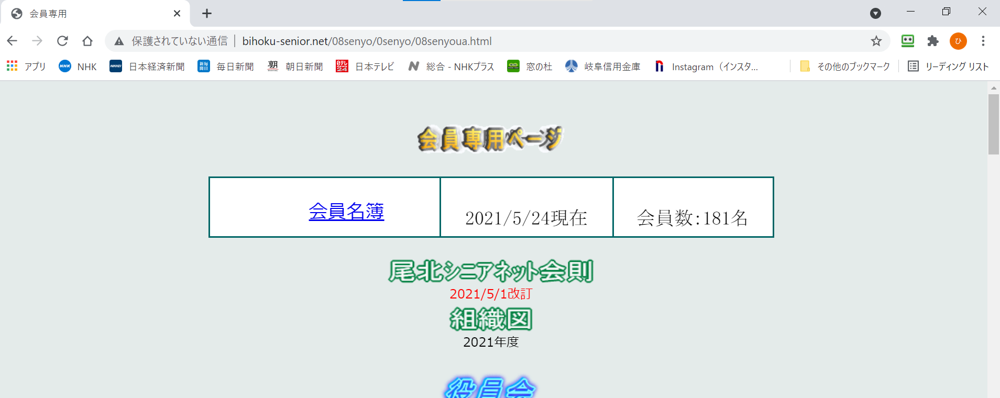 会員専用
保護されていない通信 | bihoku-senior.net/08senyo/0senyo/08senyoua.html
ひ
アプリ NHK 日本経済新聞 毎日新聞 朝日新聞 日本テレビ 総合 - NHKプラス 窓の杜 岐阜信用金庫 Instagram（インスタ... その他のブックマーク リーディング リスト
会員専用ページ
会員名簿 2021/5/24現在 会員数：181名
尾北シニアネット会則
2021/5/1改訂
組織図
2021年度
役員会